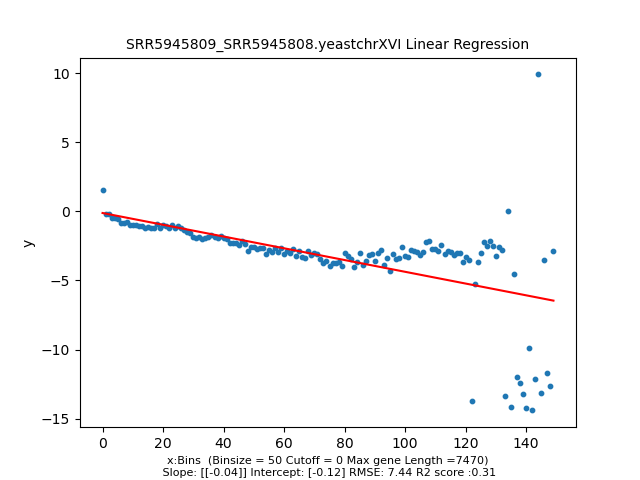 SRR5945809_SRR5945808.yeastchrXVI Linear Regression
10
5
0
−5
−10
−15
y
0 20 40 60 80 100 120 140
x:Bins  (Binsize = 50 Cutoff = 0 Max gene Length =7470)
Slope: [[-0.04]] Intercept: [-0.12] RMSE: 7.44 R2 score :0.31